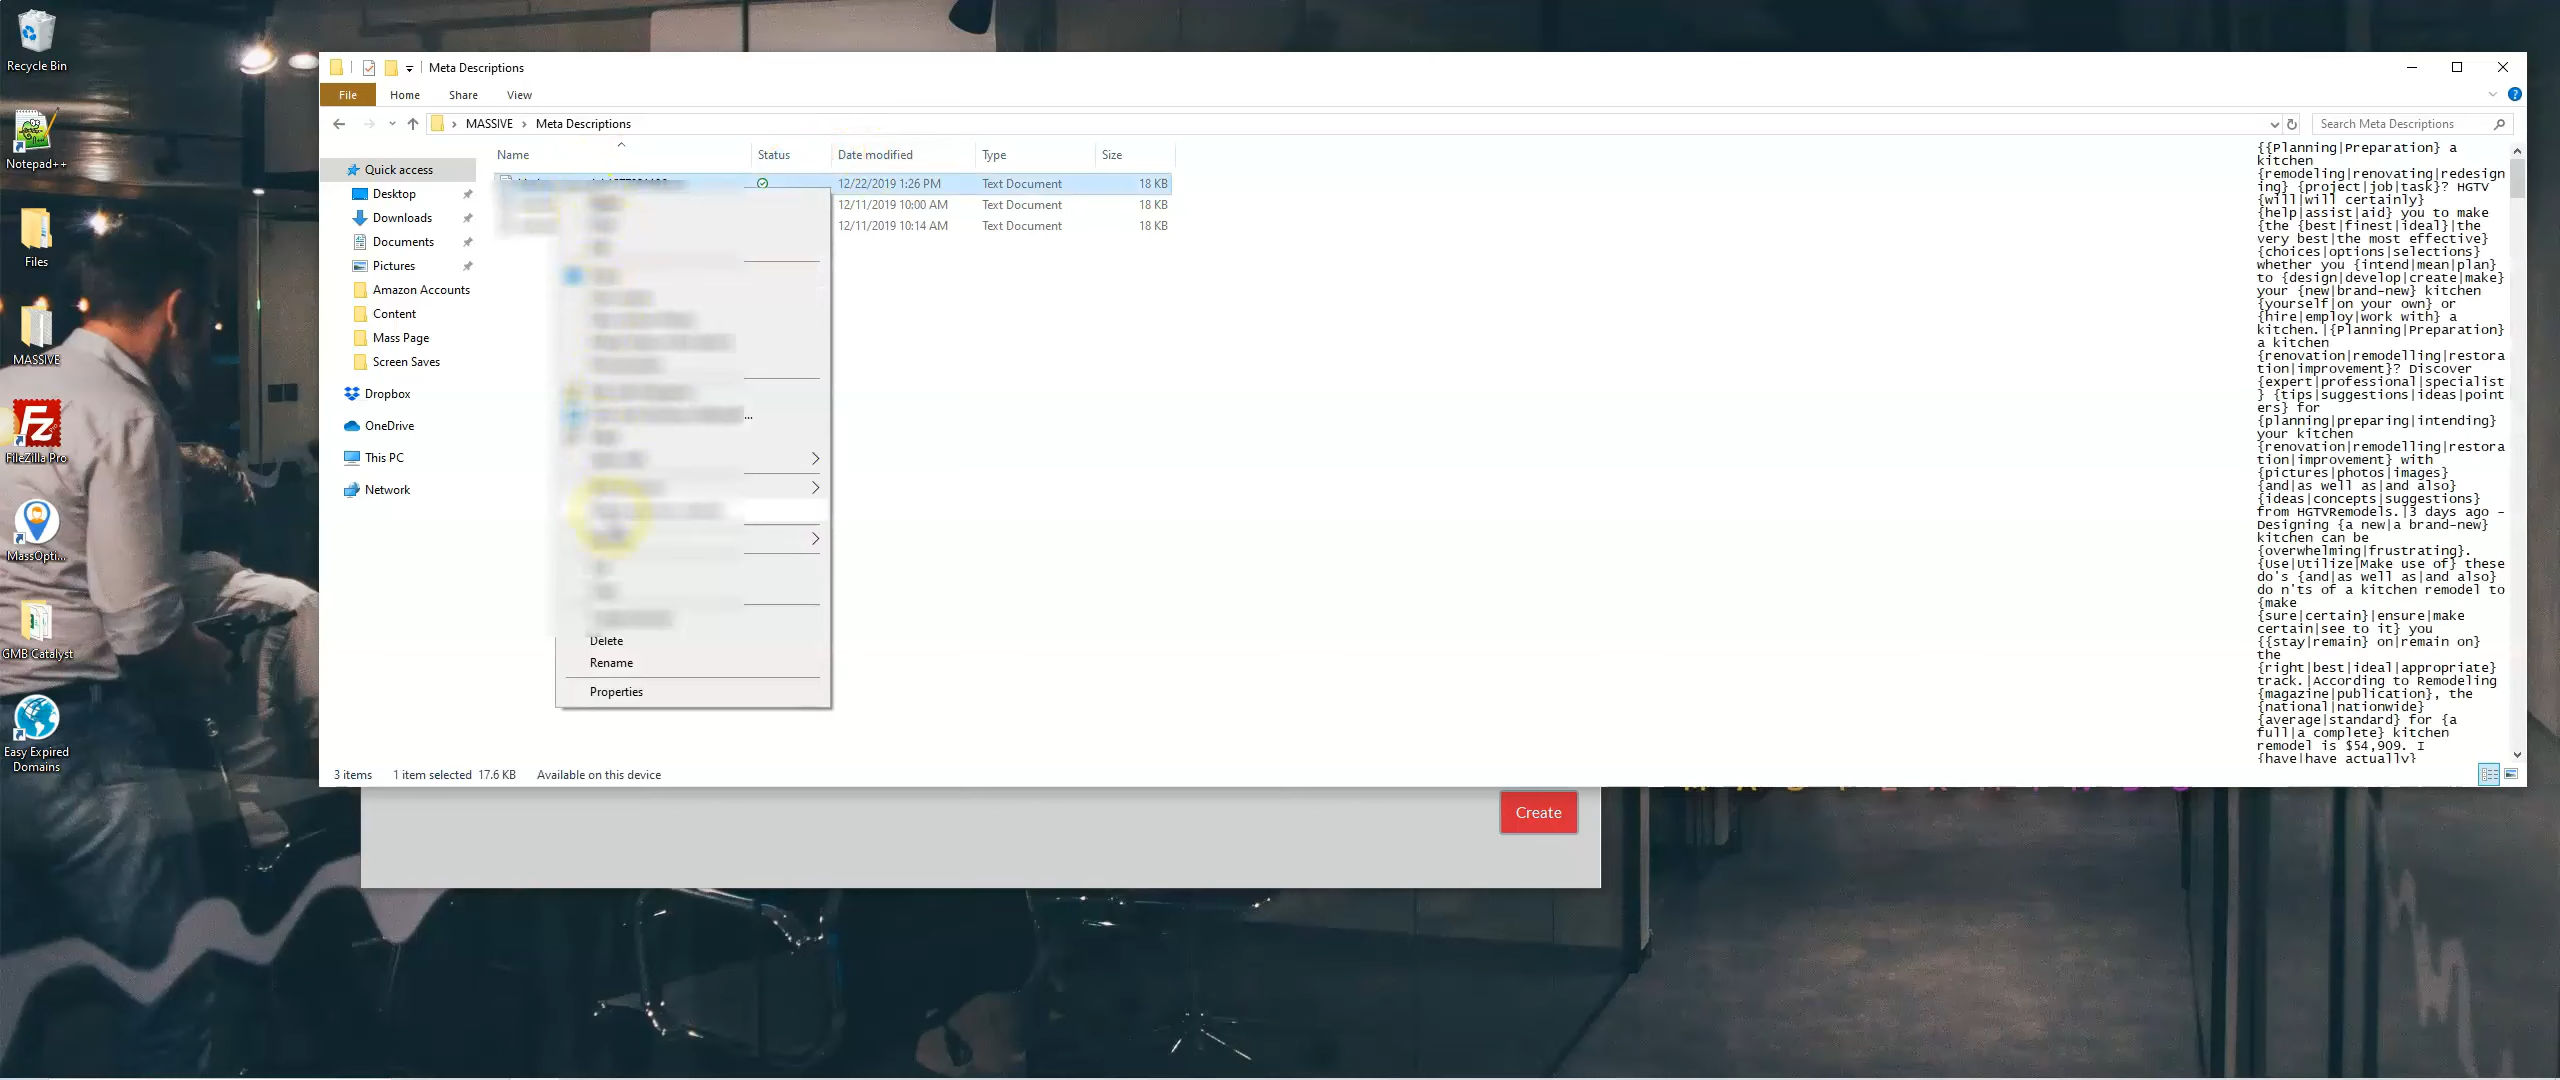 Recycle Bin
Notepad++
Files
MASSIVE
FileZilla Pro
MassOpti...
GMB Catalyst
Easy Expired
Domains
Meta Descriptions
File
Home
Share
View
MASSIVE
Meta Descriptions
Search Meta Descriptions
Quick access
Desktop
Downloads
Documents
Pictures
Amazon Accounts
Content
Mass Page
Screen Saves
Dropbox
OneDrive
This PC
Network
Name
Status
Date modified
Type
Size
12/22/2019 1:26 PM
Text Document
18 KB
12/11/2019 10:00 AM
Text Document
18 KB
12/11/2019 10:14 AM
Text Document
18 KB
...
Delete
Rename
Properties
{{Planning|Preparation} a
kitchen
{remodeling|renovating|redesign
ing} {project|job|task}? HGTV
{will|will certainly}
{help|assist|aid} you to make
{the {best|finest|ideal}|the
very best|the most effective}
{choices|options|selections}
whether you {intend|mean|plan}
to {design|develop|create|make}
your {new|brand-new} kitchen
{yourself|on your own} or
{hire|employ|work with} a
kitchen.|{Planning|Preparation}
a kitchen
{renovation|remodelling|restora
tion|improvement}? Discover
{expert|professional|specialist
} {tips|suggestions|ideas|point
ers} for
{planning|preparing|intending}
your kitchen
{renovation|remodelling|restora
tion|improvement} with
{pictures|photos|images}
{and|as well as|and also}
{ideas|concepts|suggestions}
from HGTVRemodels.|3 days ago -
Designing {a new|a brand-new}
kitchen can be
{overwhelming|frustrating}.
{Use|Utilize|Make use of} these
do's {and|as well as|and also}
do n'ts of a kitchen remodel to
{make
{sure|certain}|ensure|make
certain|see to it} you
{{stay|remain} on|remain on}
the
{right|best|ideal|appropriate}
track.|According to Remodeling
{magazine|publication}, the
{national|nationwide}
{average|standard} for {a
full|a complete} kitchen
remodel is $54,909. I
{have|have actually}
3 items
1 item selected 17.6 KB
Available on this device
Create